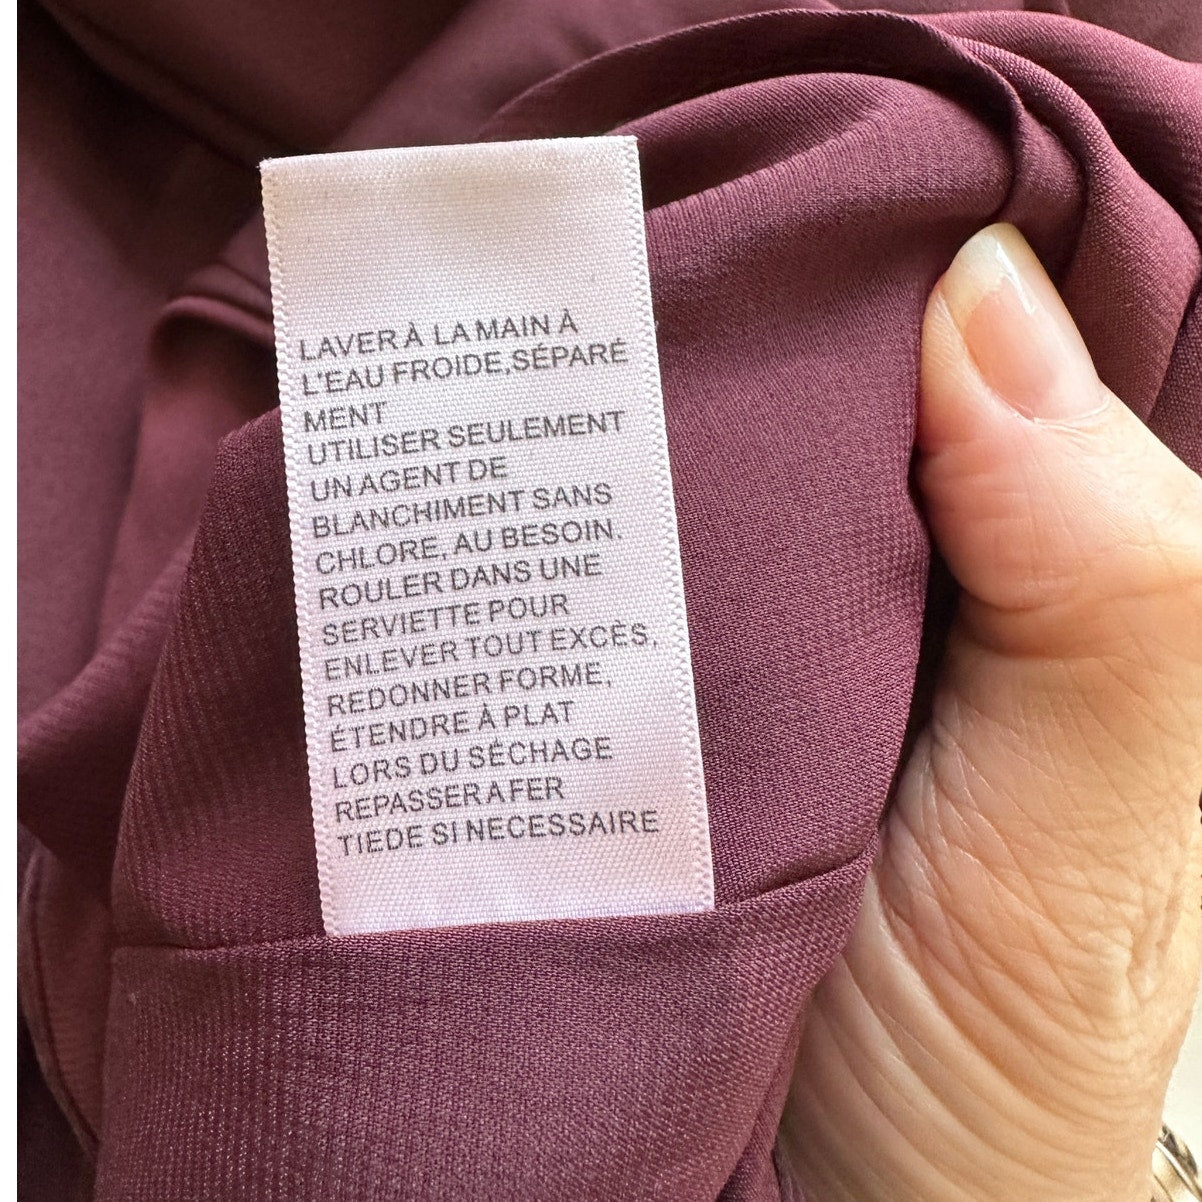 LAVER À LA MAIN À
L'EAU FROIDE,SÉPARÉ
MENT
UTILISER SEULEMENT
UN AGENT DE
BLANCHIMENT SANS
CHLORE, AU BESOIN.
ROULER DANS UNE
SERVIETTE POUR
ENLEVER TOUT EXCÈS,
REDONNER FORME,
ÉTENDRE À PLAT
LORS DU SÉCHAGE
REPASSER A FER
TIEDE SI NECESSAIRE